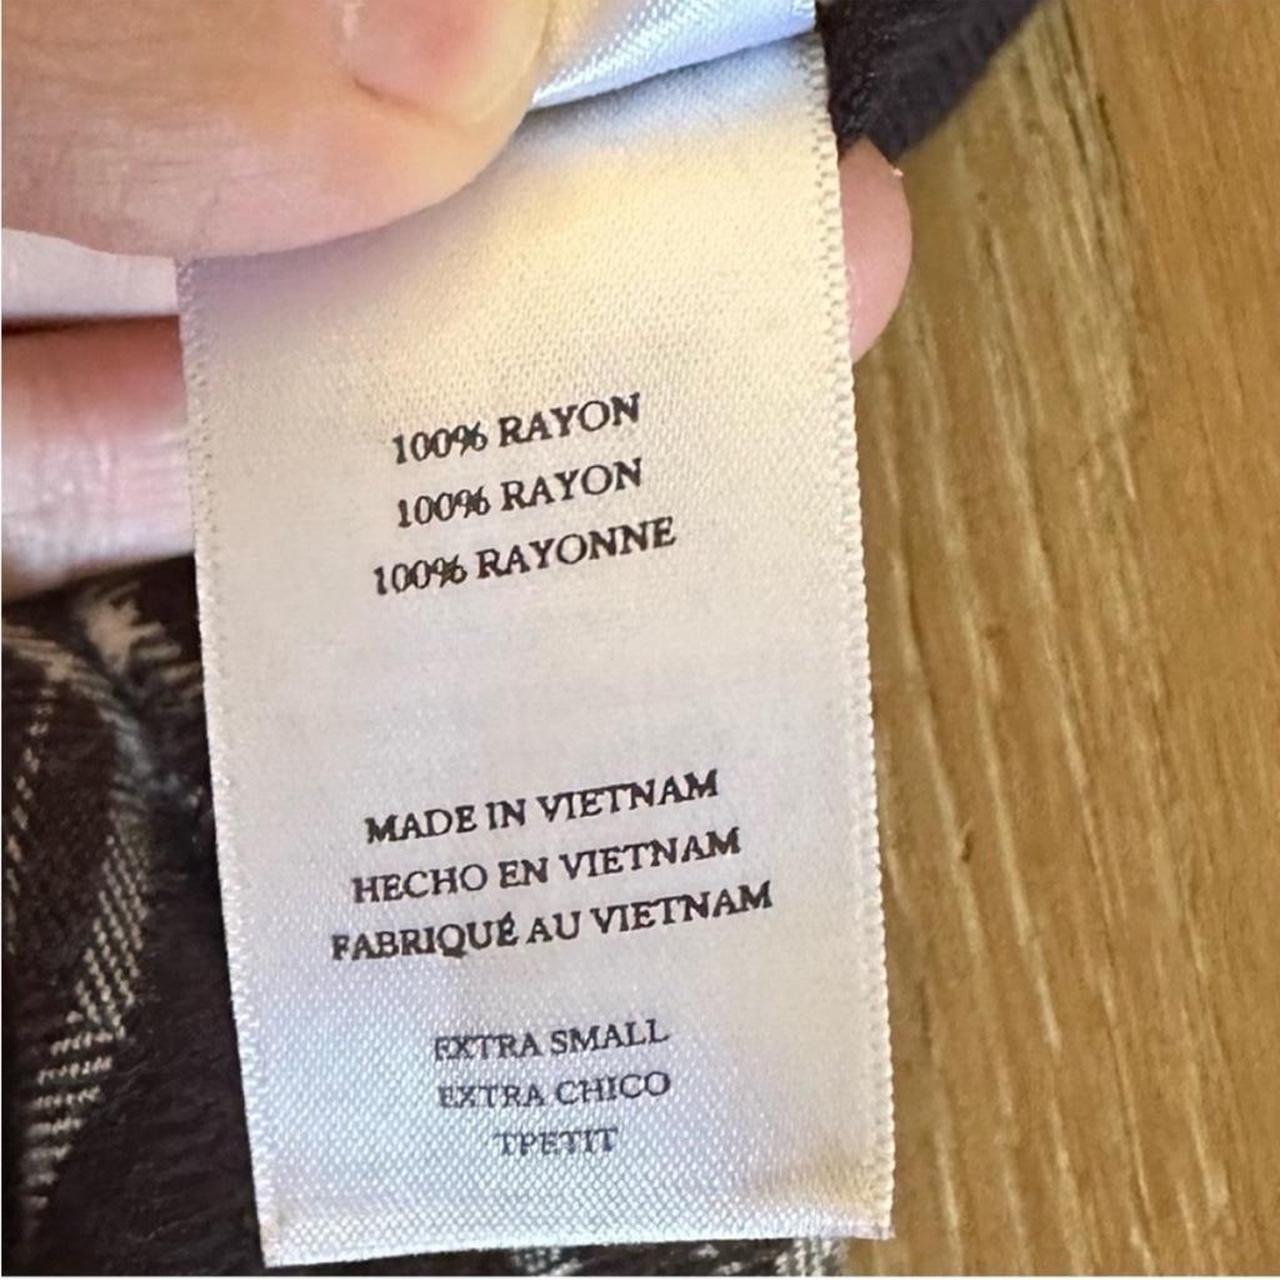 100% RAYON
100% RAYON
100% RAYONNE
MADE IN VIETNAM
HECHO EN VIETNAM
FABRIQUÉ AU VIETNAM
EXTRA SMALL
EXTRA CHICO
TPETIT